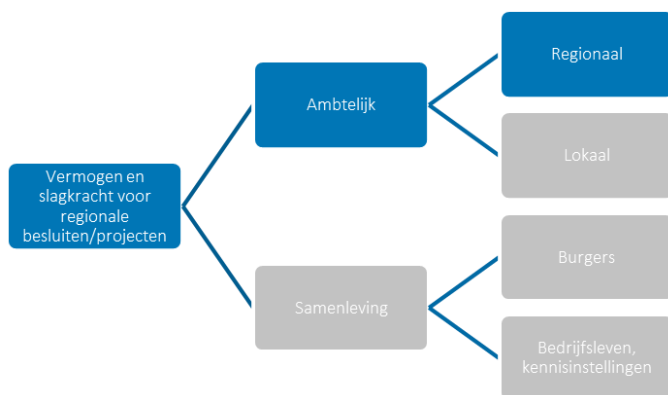 Regionaal
Ambtelijk
Lokaal
Vermogen en
slagkracht voor
regionale
besluiten/projecten
Burgers
Samenleving
Bedrijfsleven,
kennisinstellingen